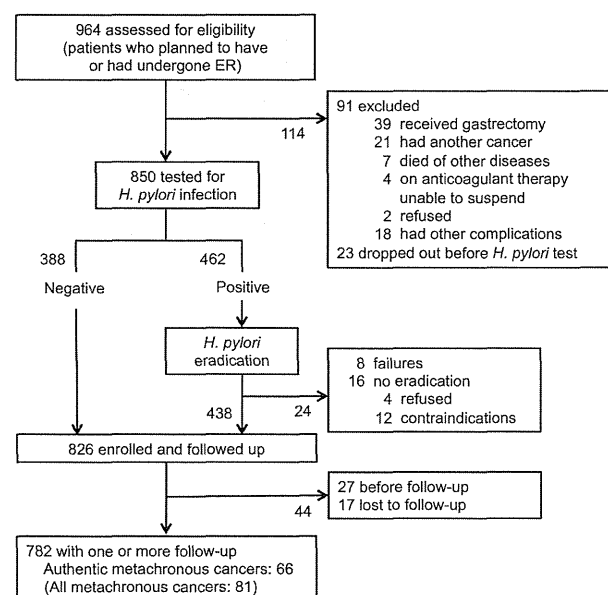 964 assessed for eligibility
(patients who planned to have
or had undergone ER)
114
91 excluded
39 received gastrectomy
21 had another cancer
7 died of other diseases
4 on anticoagulant therapy
unable to suspend
2 refused
18 had other complications
23 dropped out before H. pylori test
850 tested for
H. pylori infection
388
462
Negative
Positive
H. pylori
eradication
8 failures
16 no eradication
4 refused
12 contraindications
438
24
826 enrolled and followed up
27 before follow-up
17 lost to follow-up
44
782 with one or more follow-up
Authentic metachronous cancers: 66
(All metachronous cancers: 81)